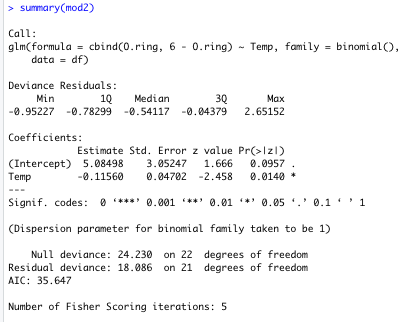 > summary(mod2)
Call:
glm(formula = cbind(O.ring, 6 - O.ring) ~ Temp, family = binomial(),
data = df)
Deviance Residuals:
Min 1Q Median 3Q Max
-0.95227 -0.78299 -0.54117 -0.04379 2.65152
Coefficients:
Estimate Std. Error z value Pr(>|z|)
(Intercept) 5.08498 3.05247 1.666 0.0957 .
Temp -0.11560 0.04702 -2.458 0.0140 *
---
Signif. codes: 0 ‘***’ 0.001 ‘**’ 0.01 ‘*’ 0.05 ‘.’ 0.1 ‘ ’ 1
(Dispersion parameter for binomial family taken to be 1)
Null deviance: 24.230 on 22 degrees of freedom
Residual deviance: 18.086 on 21 degrees of freedom
AIC: 35.647
Number of Fisher Scoring iterations: 5